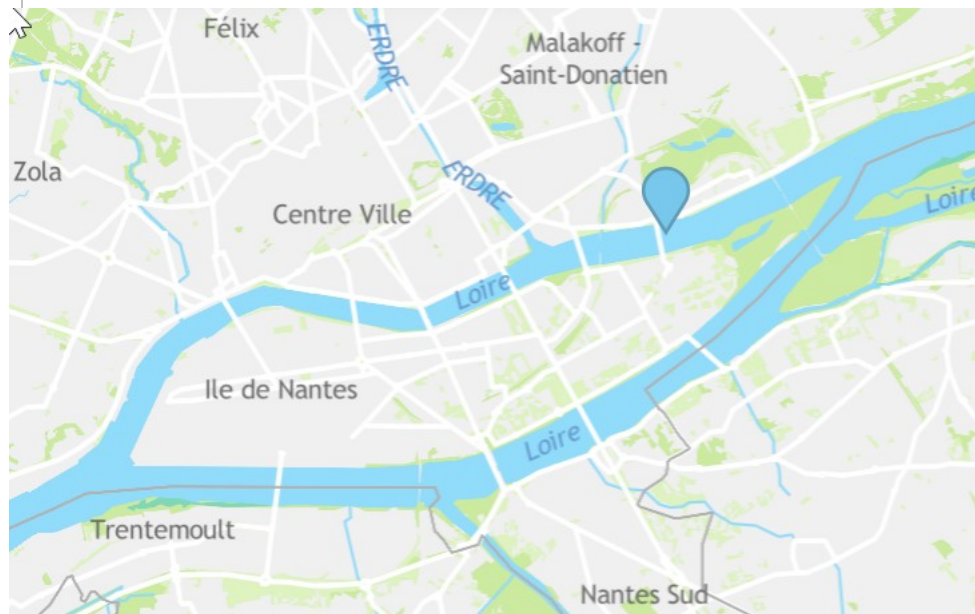 Félix
ERDRE
Malakoff -
Saint-Donatien
Zola
ERDRE
Centre Ville
Loire
Loire
Ile de Nantes
Loire
Trentemoult
Nantes Sud